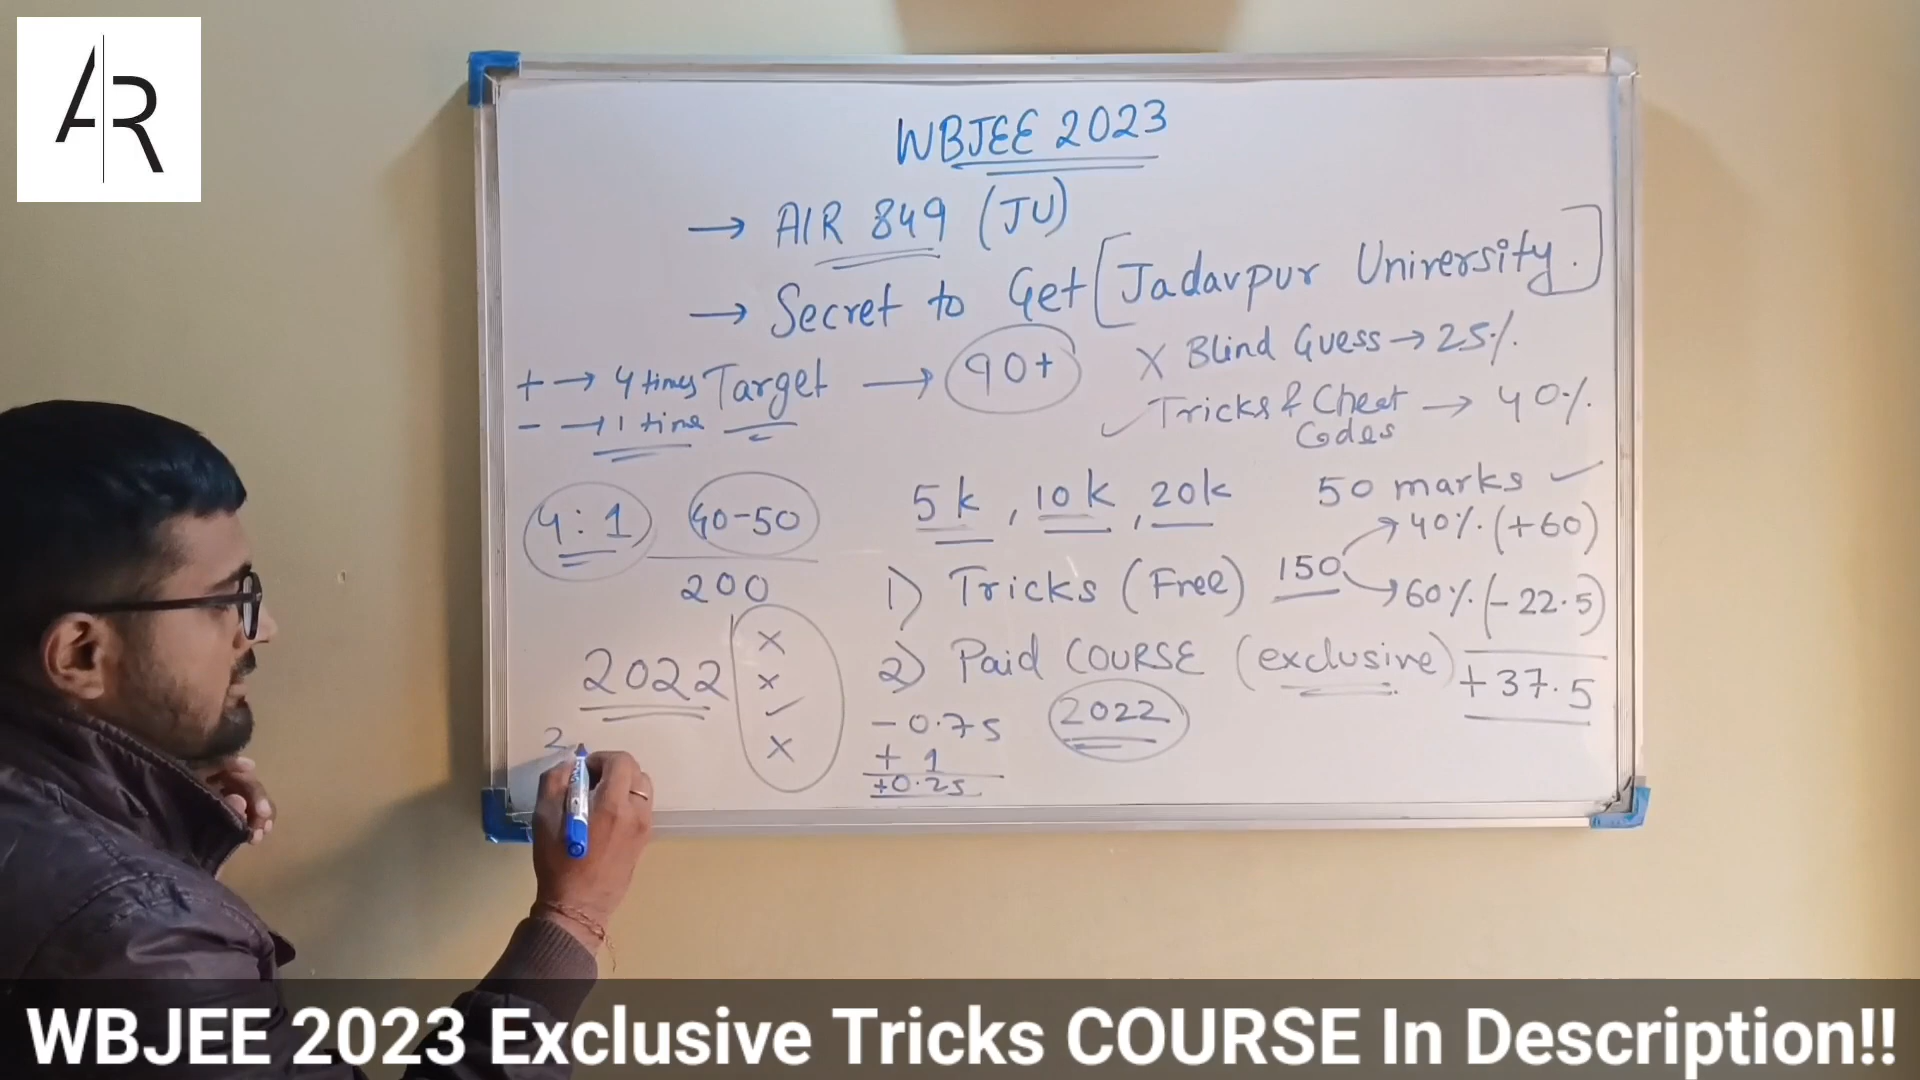 AR
WBJEE 2023
→ AIR 849 (JU)
→ Secret to Get [Jadavpur University.]
+ → 4 times Target → 90+
- → 1 time
X Blind Guess → 25%.
✓ Tricks & Cheat Codes → 40%.
4:1
40-50
200
5k, 10k, 20k
50 marks ✓
1) Tricks (Free)
150
→ 40%. (+60)
→ 60%. (-22.5)
+37.5
2022
×
×
✓
×
2) Paid COURSE (exclusive)
2022
-0.75
+ 1
+0.25
WBJEE 2023 Exclusive Tricks COURSE In Description!!